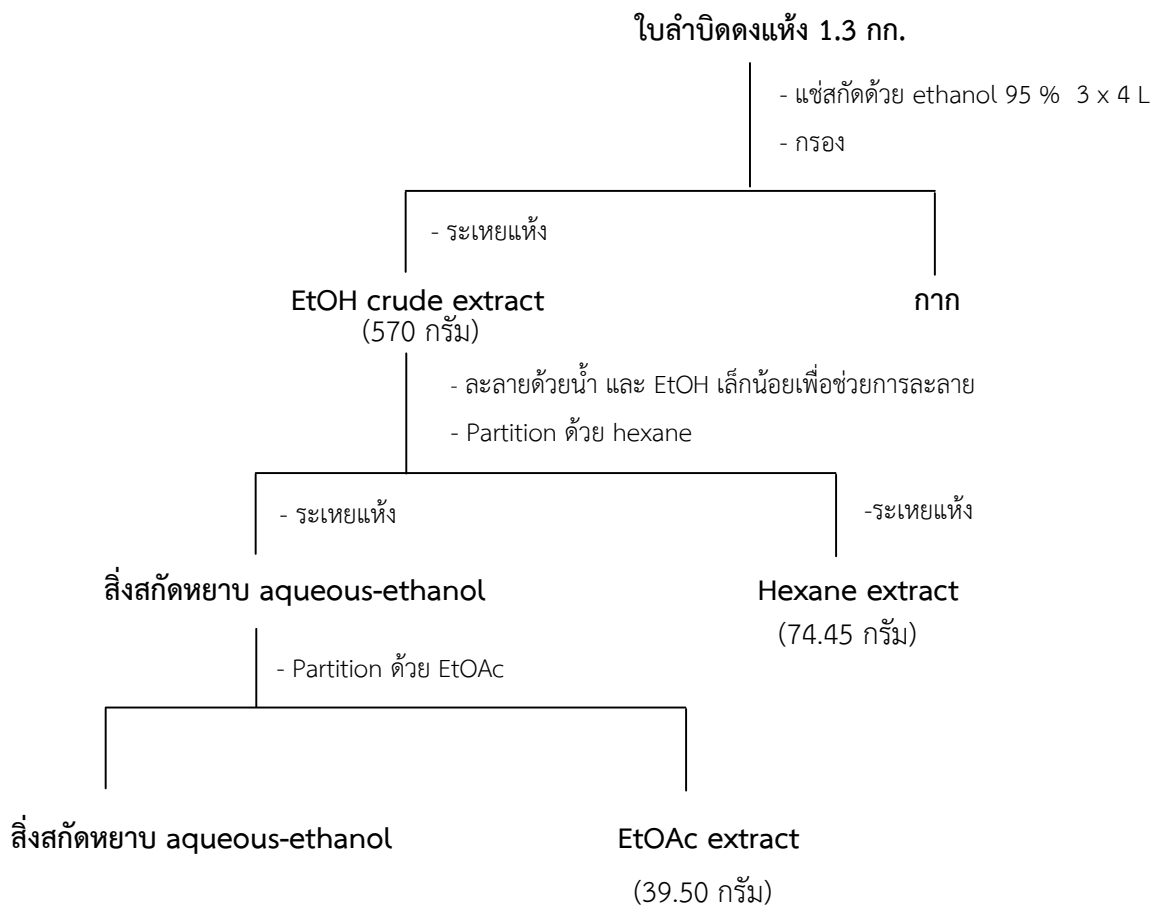 ใบลำบิดดงแห้ง 1.3 กก.
- แช่สกัดด้วย ethanol 95 % 3 x 4 L
- กรอง
- ระเหยแห้ง
EtOH crude extract
(570 กรัม)
กาก
- ละลายด้วยน้ำ และ EtOH เล็กน้อยเพื่อช่วยการละลาย
- Partition ด้วย hexane
- ระเหยแห้ง
-ระเหยแห้ง
สิ่งสกัดหยาบ aqueous-ethanol
Hexane extract
(74.45 กรัม)
- Partition ด้วย EtOAc
สิ่งสกัดหยาบ aqueous-ethanol
EtOAc extract
(39.50 กรัม)